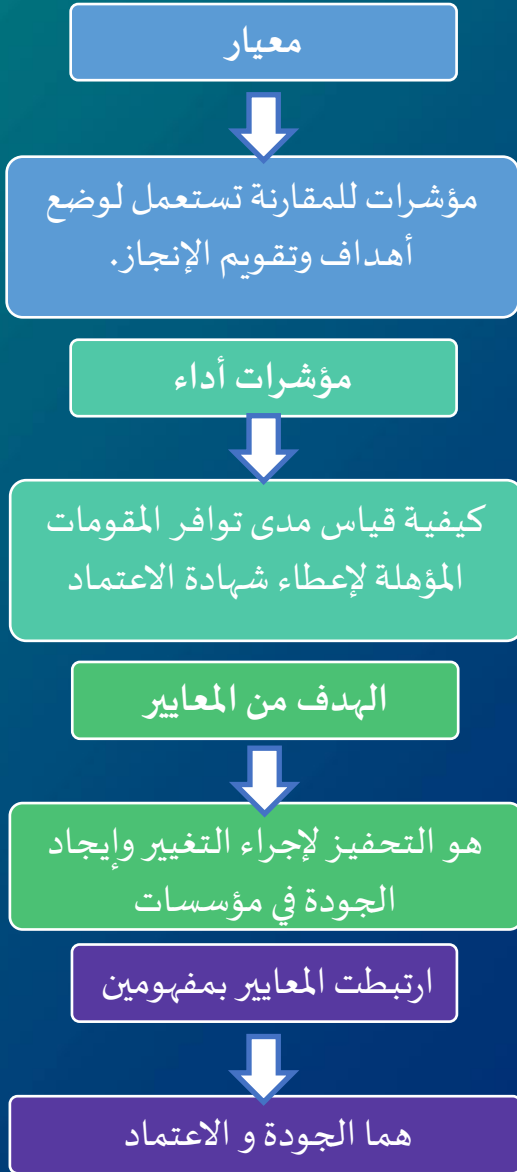 معيار
مؤشرات للمقارنة تستعمل لوضع
أهداف وتقويم الإنجاز.
مؤشرات أداء
كيفية قياس مدى توافر المقومات
المؤهلة لإعطاء شهادة الاعتماد
الهدف من المعايير
هو التحفيز لإجراء التغيير وإيجاد
الجودة في مؤسسات
ارتبطت المعايير بمفهومين
هما الجودة و الاعتماد